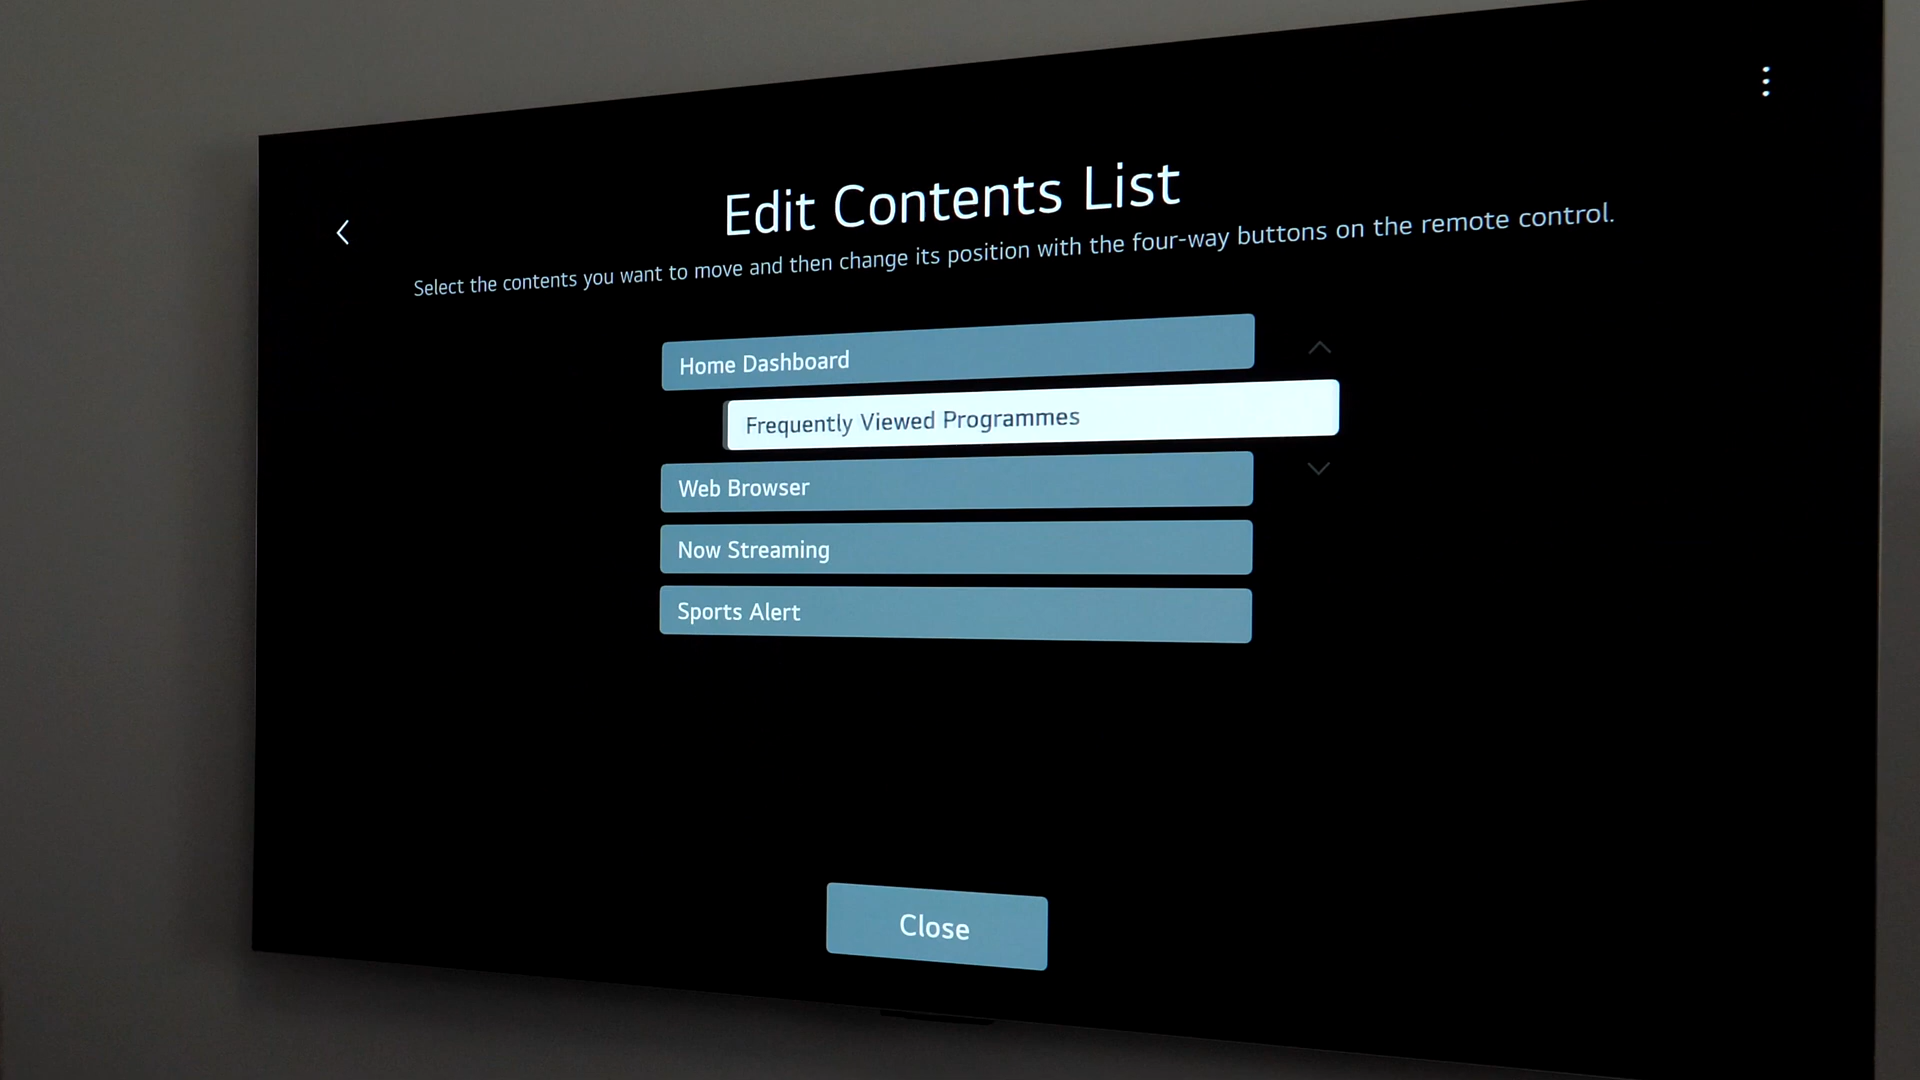 Edit Contents List
Select the contents you want to move and then change its position with the four-way buttons on the remote control.
Home Dashboard
Frequently Viewed Programmes
Web Browser
Now Streaming
Sports Alert
Close